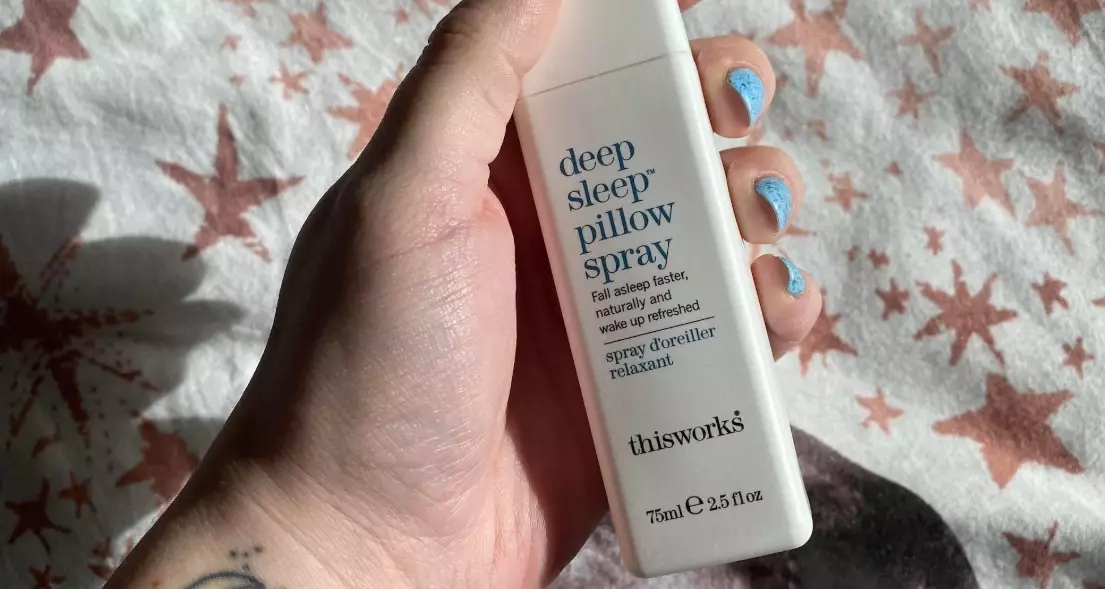 deep
sleep™
pillow
spray
Fall asleep faster,
naturally and
wake up refreshed
spray d'oreiller
relaxant
thisworks®
75ml ℮ 2.5 fl oz